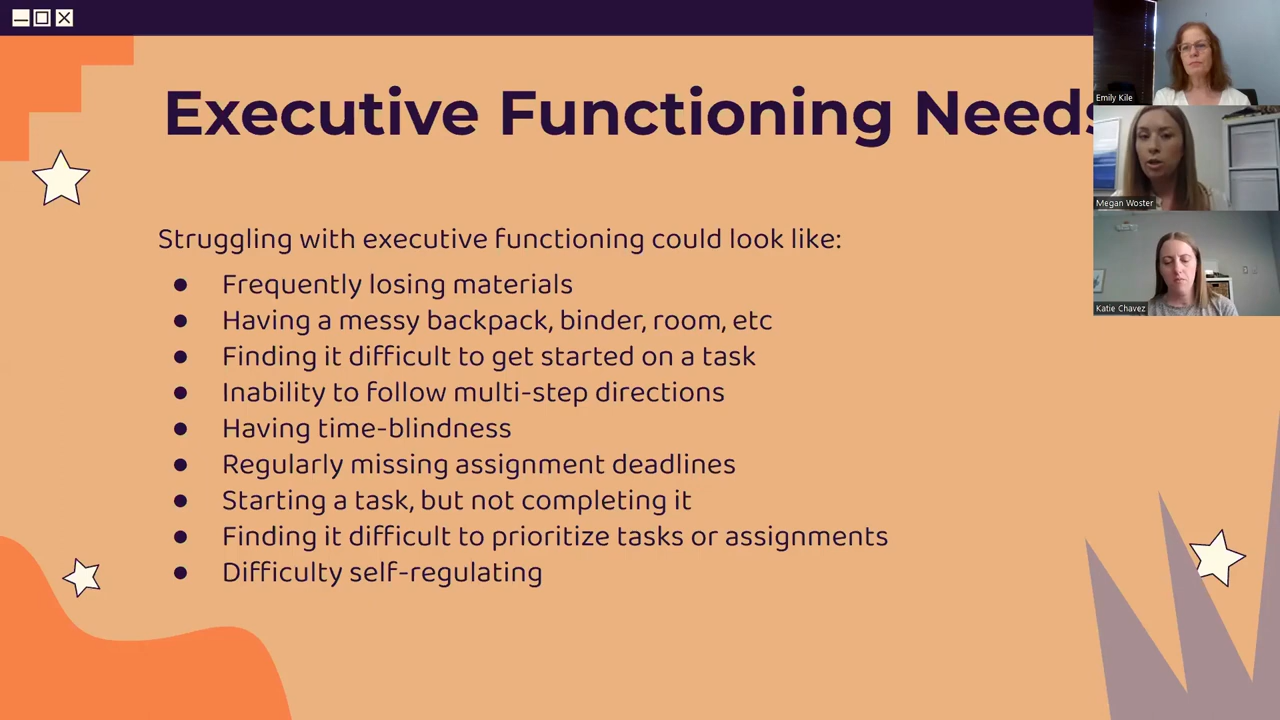 Executive Functioning Needs
Emily Kile
Megan Woster
Katie Chavez
Struggling with executive functioning could look like:
● Frequently losing materials
● Having a messy backpack, binder, room, etc
● Finding it difficult to get started on a task
● Inability to follow multi-step directions
● Having time-blindness
● Regularly missing assignment deadlines
● Starting a task, but not completing it
● Finding it difficult to prioritize tasks or assignments
● Difficulty self-regulating